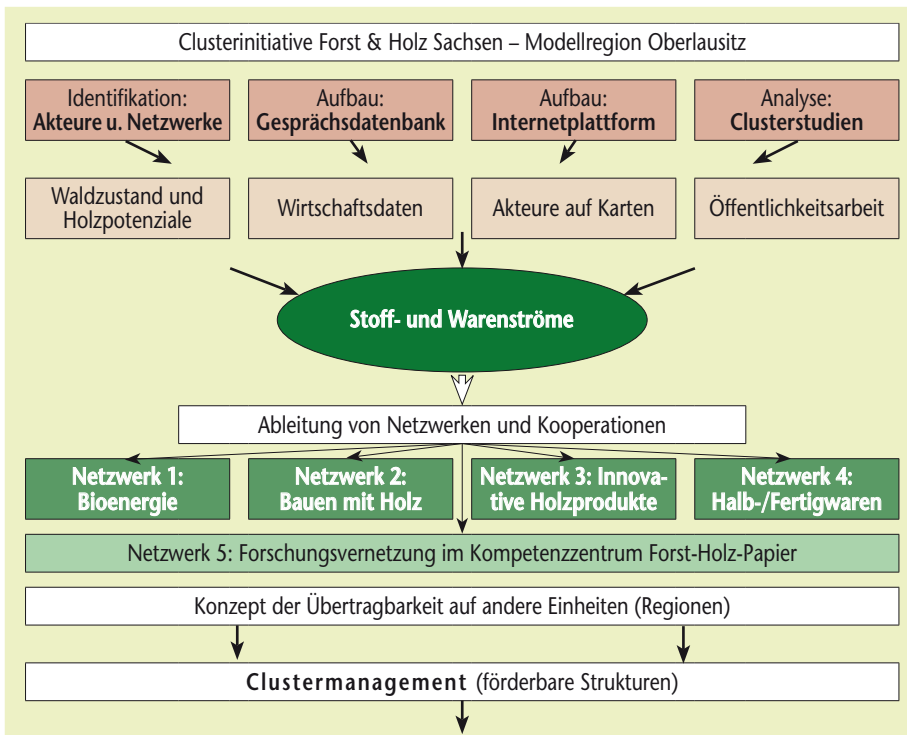 Clusterinitiative Forst & Holz Sachsen – Modellregion Oberlausitz
Identifikation:
Akteure u. Netzwerke
Aufbau:
Gesprächsdatenbank
Aufbau:
Internetplattform
Analyse:
Clusterstudien
Waldzustand und
Holzpotenziale
Wirtschaftsdaten
Akteure auf Karten
Öffentlichkeitsarbeit
Stoff- und Warenströme
Ableitung von Netzwerken und Kooperationen
Netzwerk 1:
Bioenergie
Netzwerk 2:
Bauen mit Holz
Netzwerk 3: Innova-
tive Holzprodukte
Netzwerk 4:
Halb-/Fertigwaren
Netzwerk 5: Forschungsvernetzung im Kompetenzzentrum Forst-Holz-Papier
Konzept der Übertragbarkeit auf andere Einheiten (Regionen)
Clustermanagement (förderbare Strukturen)